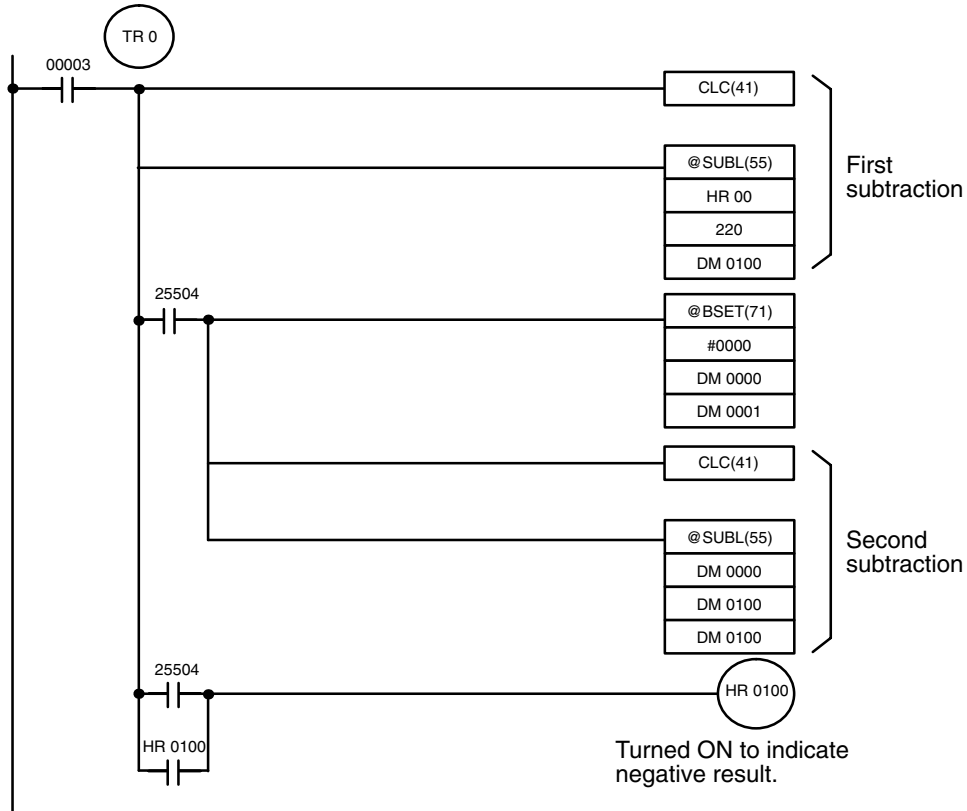 TR 0
00003
CLC(41)
@SUBL(55)
HR 00
220
DM 0100
First
subtraction
25504
@BSET(71)
#0000
DM 0000
DM 0001
CLC(41)
@SUBL(55)
DM 0000
DM 0100
DM 0100
Second
subtraction
25504
HR 0100
HR 0100
Turned ON to indicate
negative result.